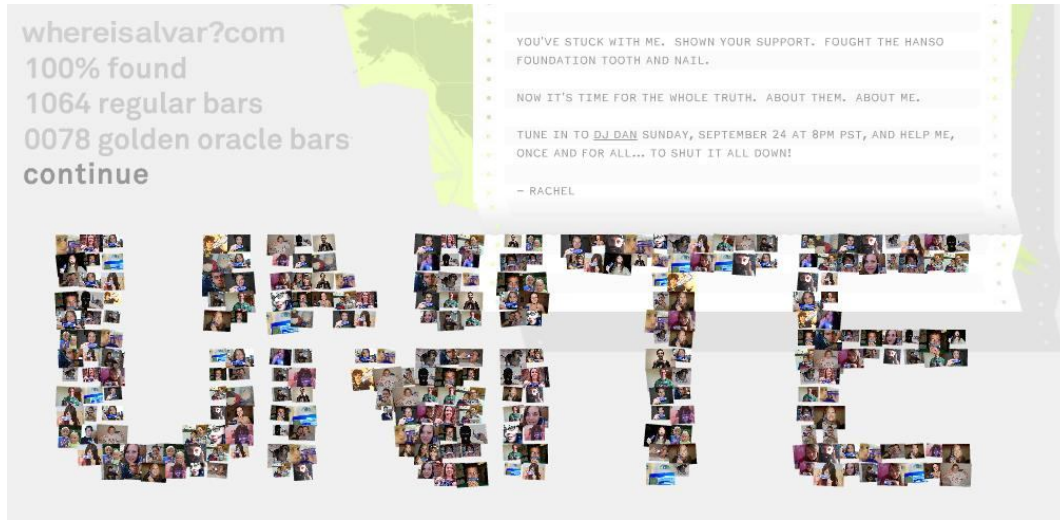 whereisalvar?com
100% found
1064 regular bars
0078 golden oracle bars
continue
YOU'VE STUCK WITH ME. SHOWN YOUR SUPPORT. FOUGHT THE HANSO
FOUNDATION TOOTH AND NAIL.
NOW IT'S TIME FOR THE WHOLE TRUTH. ABOUT THEM. ABOUT ME.
TUNE IN TO DJ DAN SUNDAY, SEPTEMBER 24 AT 8PM PST, AND HELP ME,
ONCE AND FOR ALL... TO SHUT IT ALL DOWN!
– RACHEL
UNITE